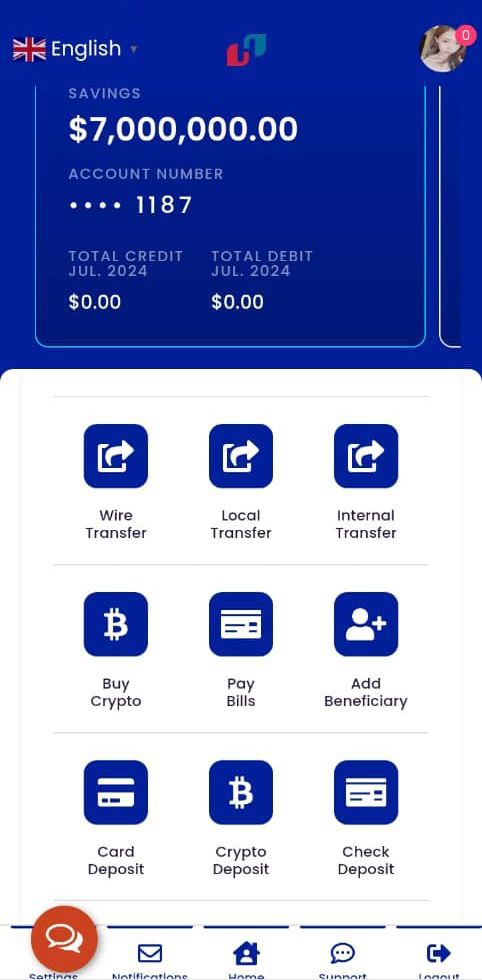 English ▼
0
SAVINGS
$7,000,000.00
ACCOUNT NUMBER
•••• 1187
TOTAL CREDIT TOTAL DEBIT
JUL. 2024 JUL. 2024
$0.00 $0.00
Wire Local Internal
Transfer Transfer Transfer
Buy Pay Add
Crypto Bills Beneficiary
Card Crypto Check
Deposit Deposit Deposit
Settings Notifications Home Support Logout